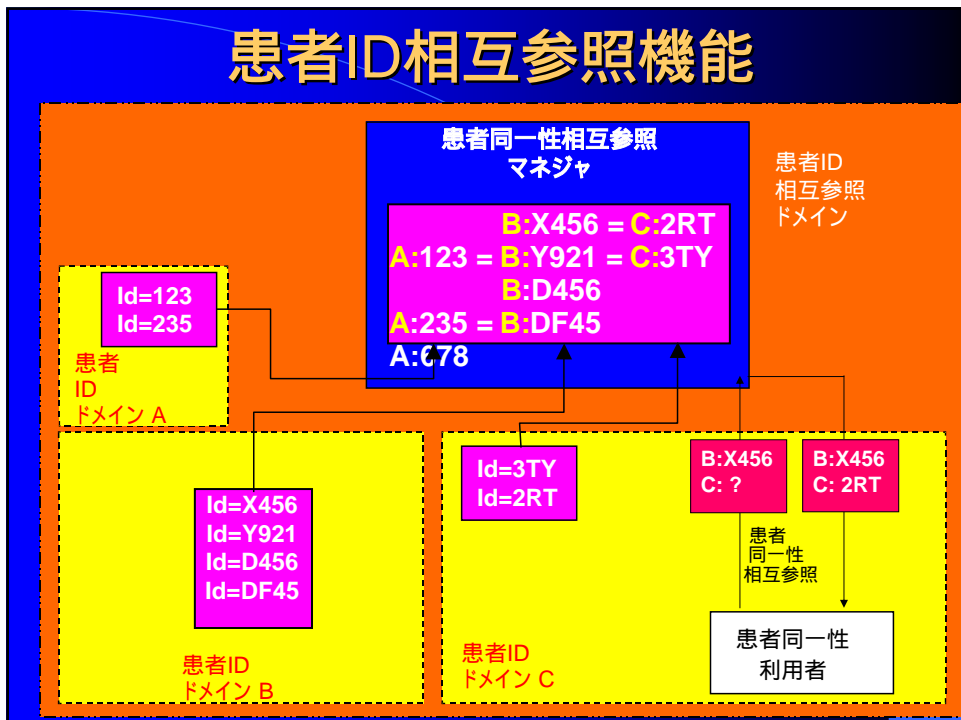 患者ID相互参照機能
患者同一性相互参照
マネジャ
患者ID
相互参照
ドメイン
B:X456 = C:2RT
A:123 = B:Y921 = C:3TY
B:D456
A:235 = B:DF45
A:678
Id=123
Id=235
患者
ID
ドメイン A
Id=X456
Id=Y921
Id=D456
Id=DF45
患者ID
ドメイン B
Id=3TY
Id=2RT
患者ID
ドメイン C
B:X456
C: ?
B:X456
C: 2RT
患者
同一性
相互参照
患者同一性
利用者